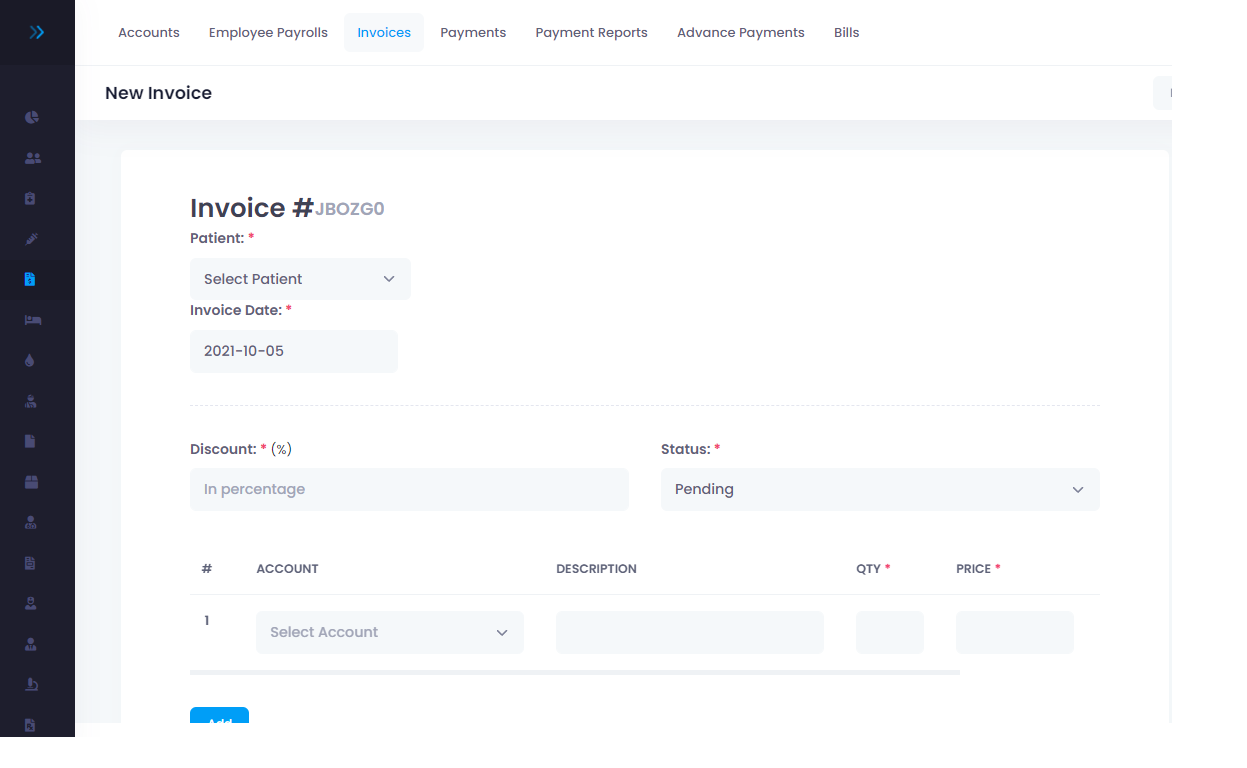 Accounts Employee Payrolls Invoices Payments Payment Reports Advance Payments Bills
New Invoice
Invoice #JBOZG0
Patient: *
Select Patient
Invoice Date: *
2021-10-05
Discount: * (%) Status: *
In percentage Pending
# ACCOUNT DESCRIPTION QTY * PRICE *
1 Select Account
Add